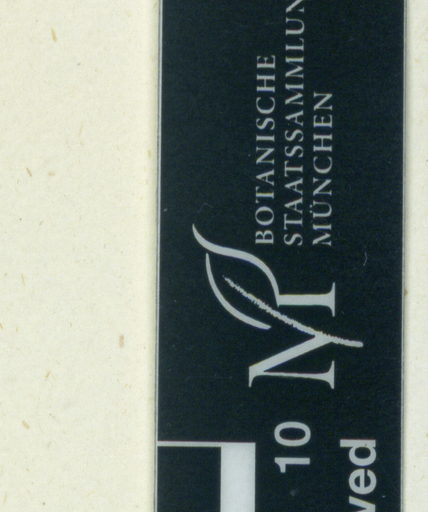 BOTANISCHE
STAATSSAMMLUN
MÜNCHEN
M
10
ved